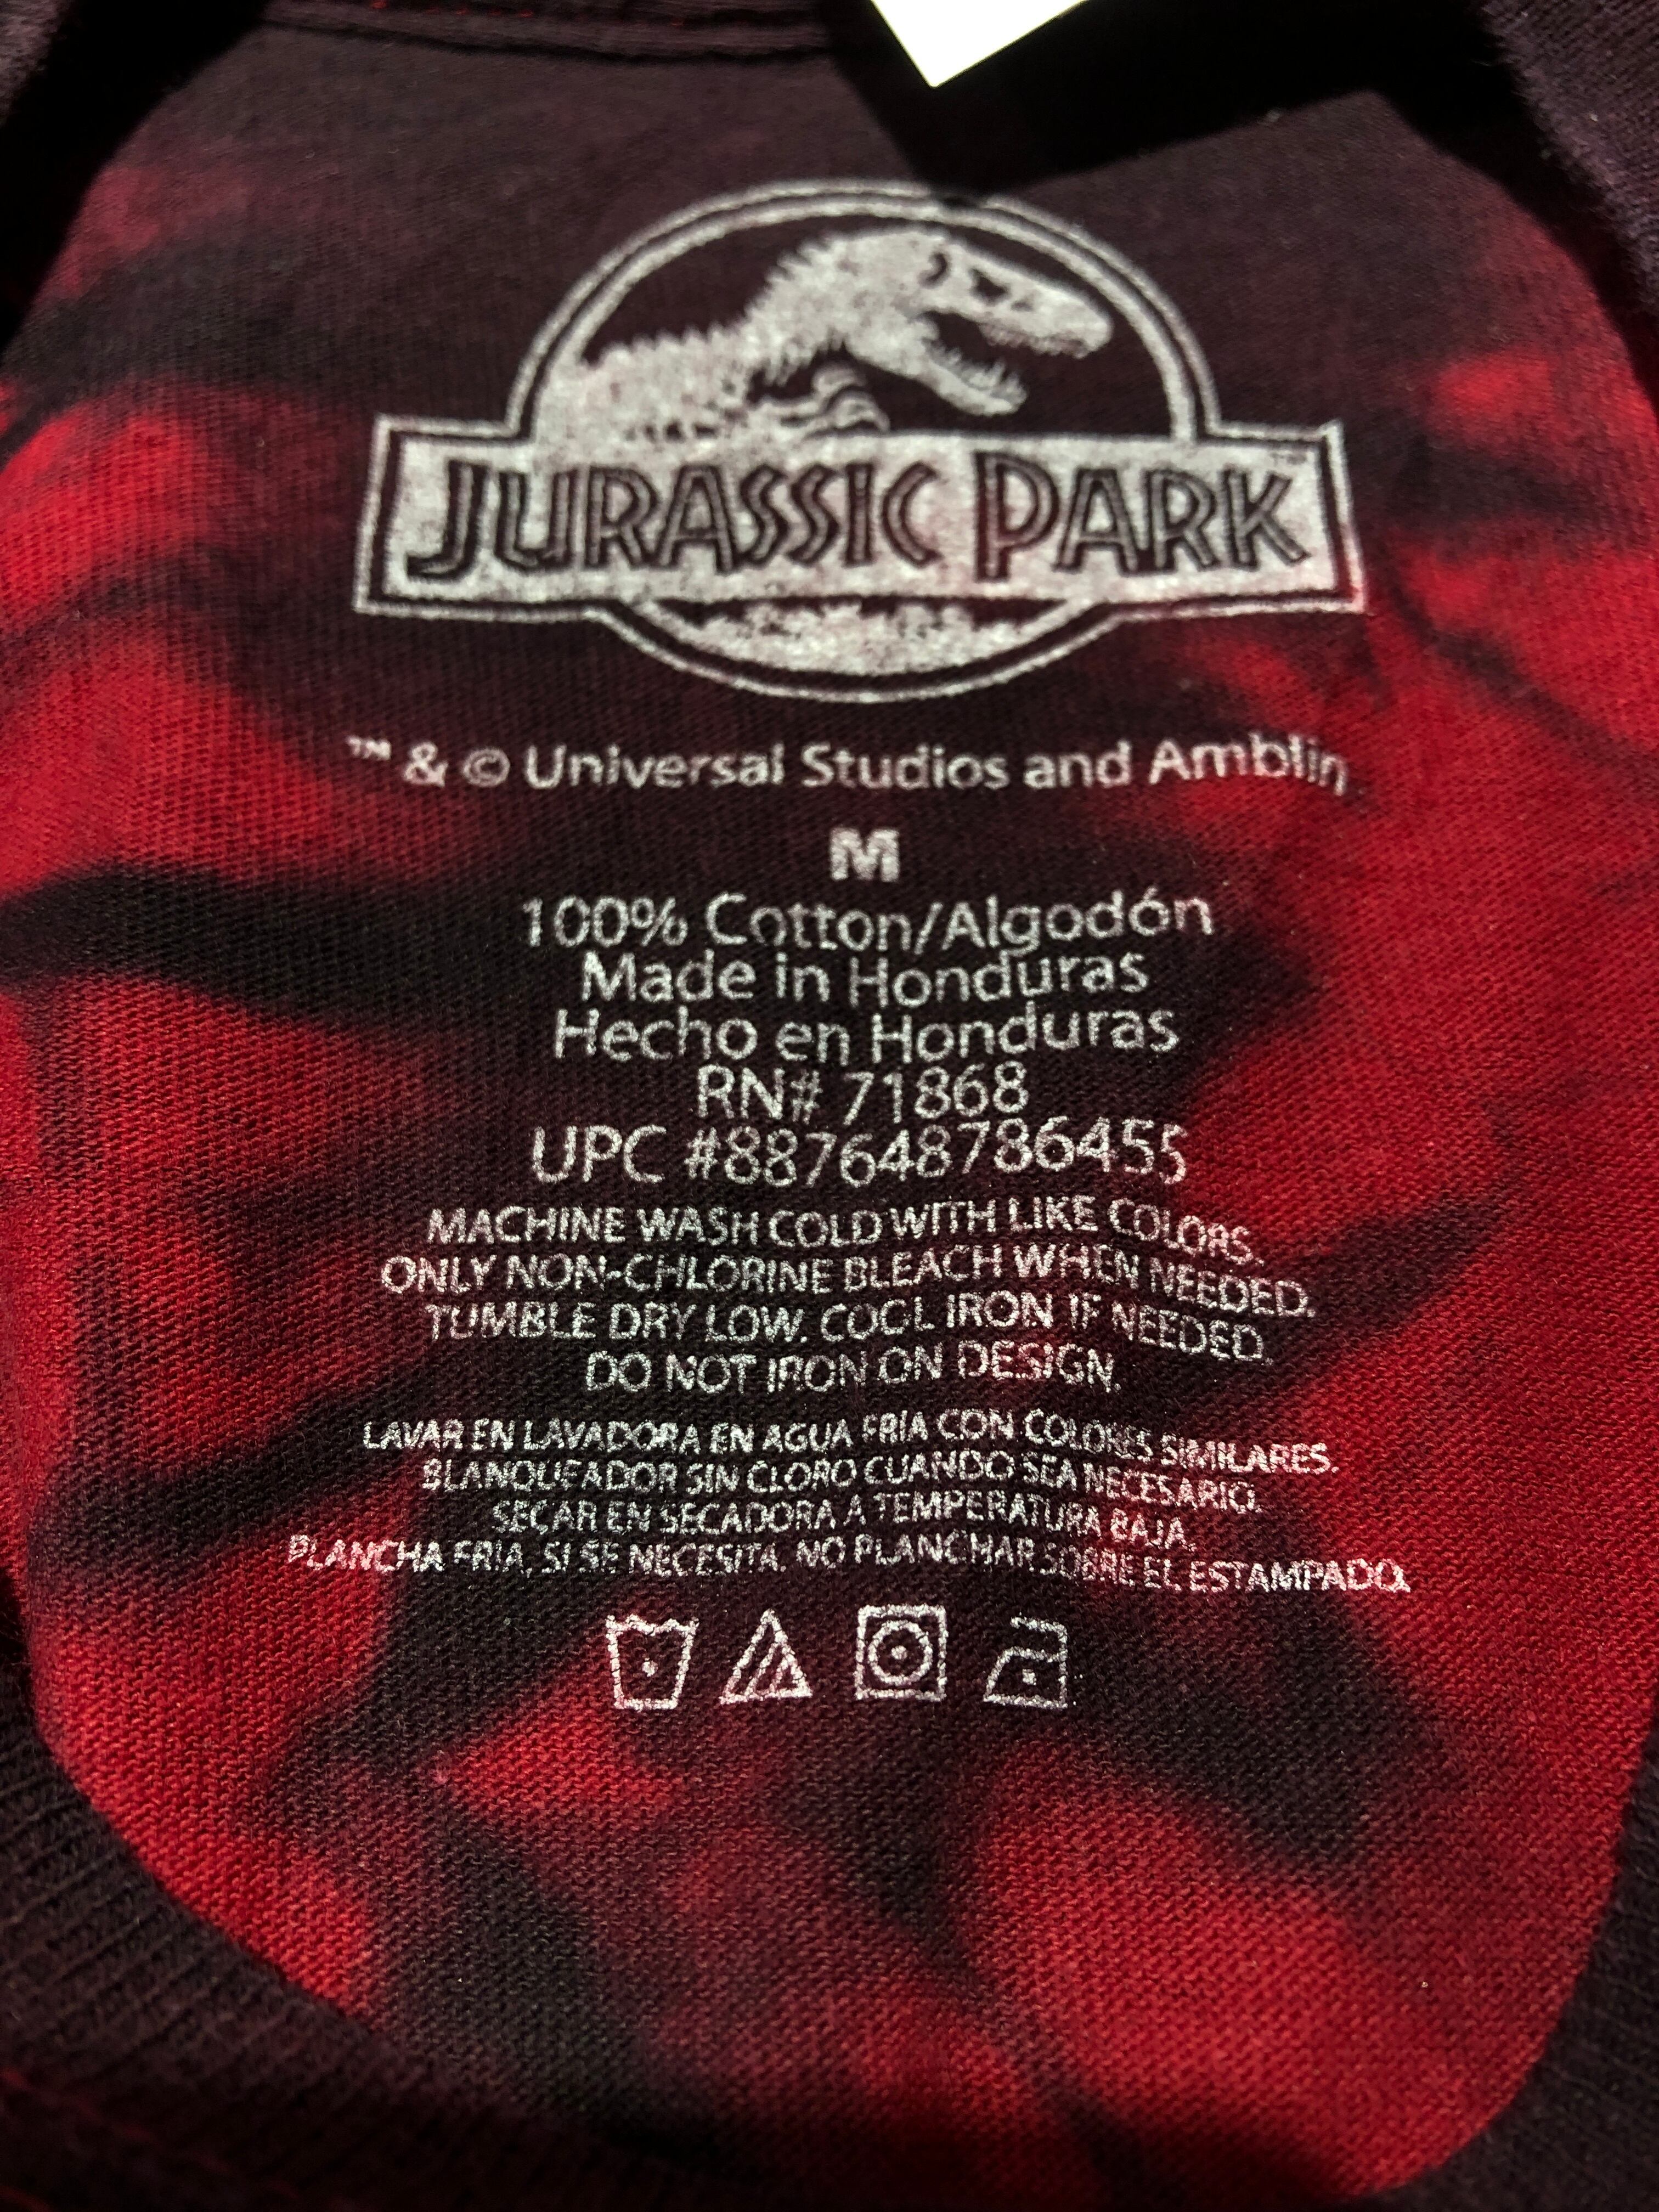 JURASSIC PARK™
™ & © Universal Studios and Amblin
M
100% Cotton/Algodón
Made in Honduras
Hecho en Honduras
RN# 71868
UPC #887648786455
MACHINE WASH COLD WITH LIKE COLORS.
ONLY NON-CHLORINE BLEACH WHEN NEEDED.
TUMBLE DRY LOW. COOL IRON IF NEEDED.
DO NOT IRON ON DESIGN.
LAVAR EN LAVADORA EN AGUA FRÍA CON COLORES SIMILARES.
BLANQUEADOR SIN CLORO CUANDO SEA NECESARIO.
SECAR EN SECADORA A TEMPERATURA BAJA.
PLANCHA FRIA, SI SE NECESITA. NO PLANCHAR SOBRE EL ESTAMPADO.